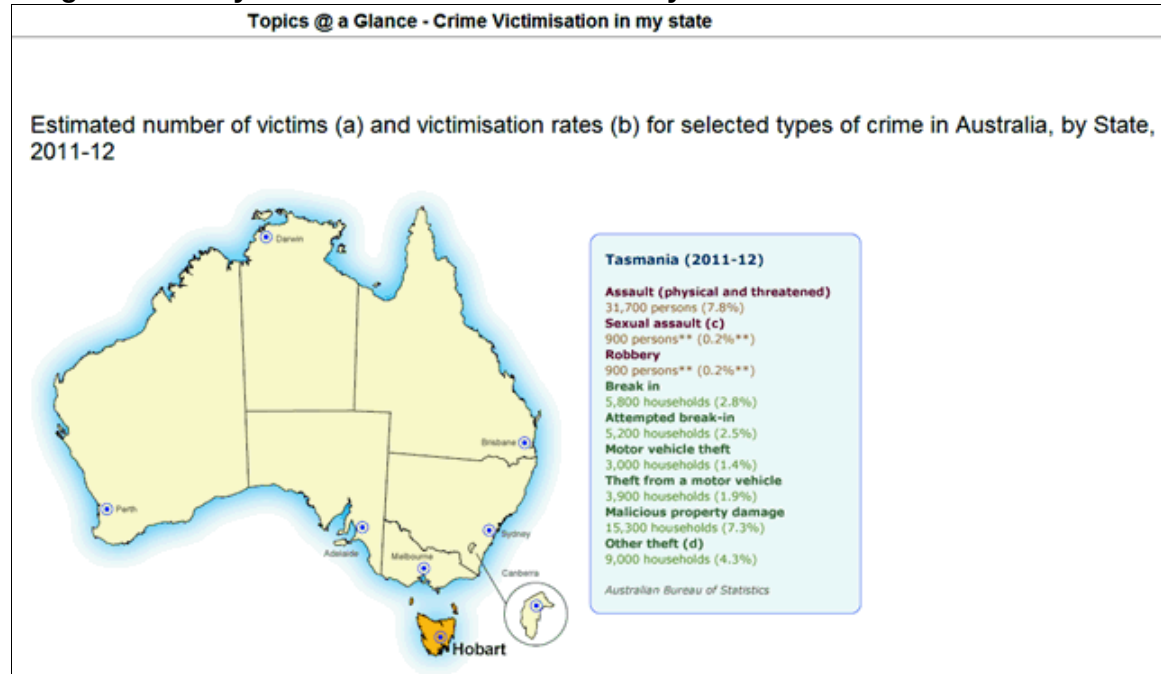 Topics @ a Glance - Crime Victimisation in my state
Estimated number of victims (a) and victimisation rates (b) for selected types of crime in Australia, by State,
2011-12
Darwin
Brisbane
Perth
Sydney
Adelaide
Melbourne
Canberra
Hobart
Tasmania (2011-12)
Assault (physical and threatened)
31,700 persons (7.8%)
Sexual assault (c)
900 persons** (0.2%**)
Robbery
900 persons** (0.2%**)
Break in
5,800 households (2.8%)
Attempted break-in
5,200 households (2.5%)
Motor vehicle theft
3,000 households (1.4%)
Theft from a motor vehicle
3,900 households (1.9%)
Malicious property damage
15,300 households (7.3%)
Other theft (d)
9,000 households (4.3%)
Australian Bureau of Statistics